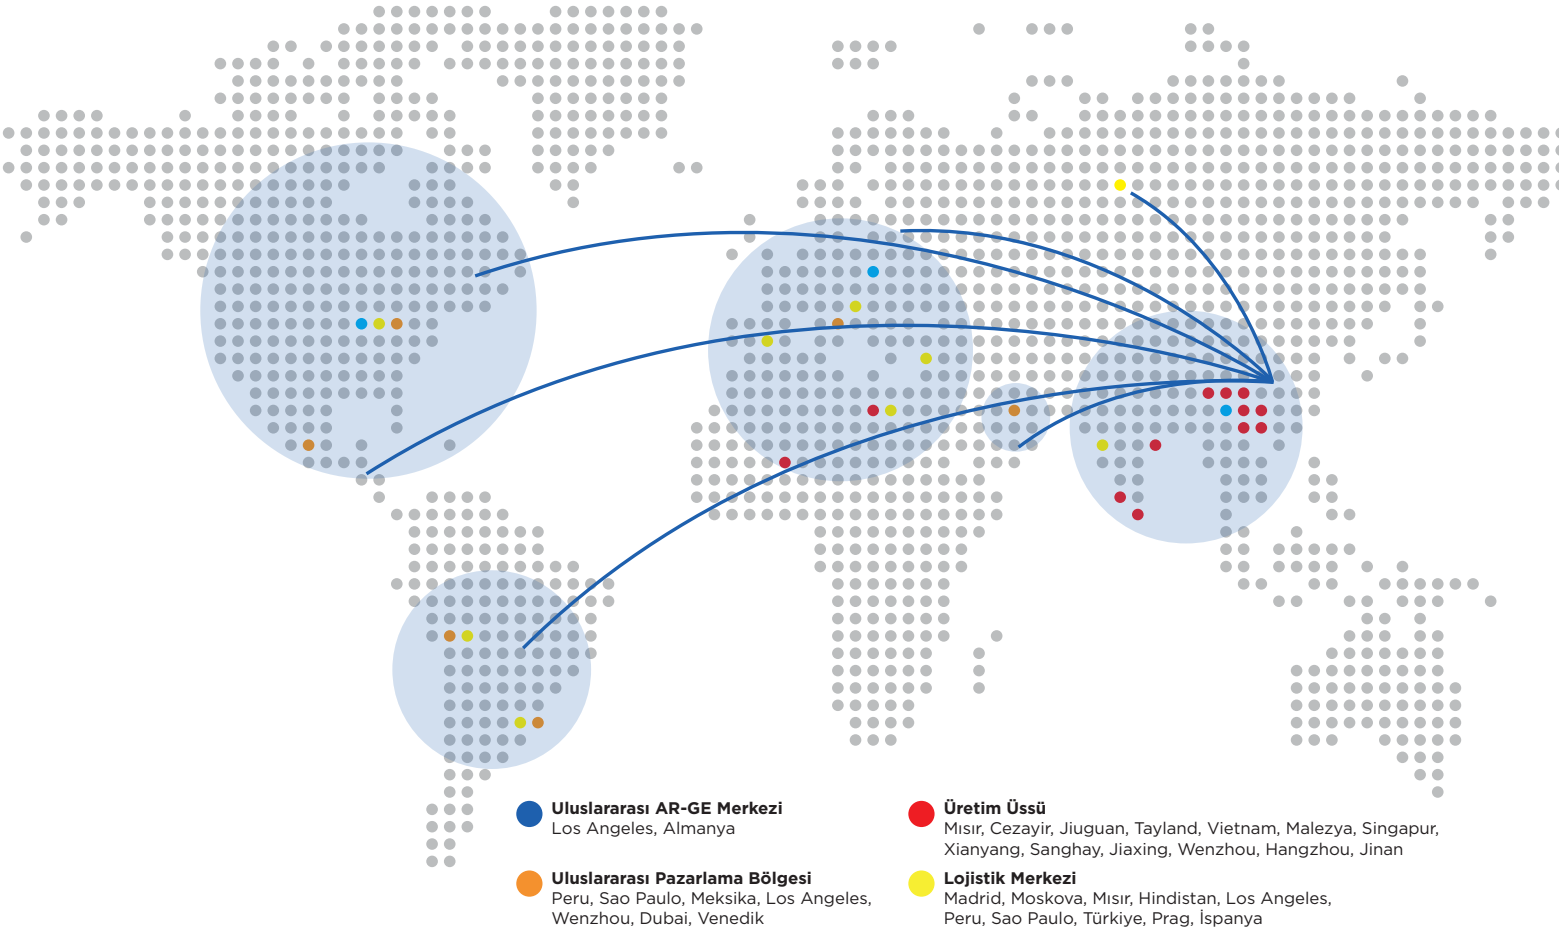 Uluslararası AR-GE Merkezi
Los Angeles, Almanya
Uluslararası Pazarlama Bölgesi
Peru, Sao Paulo, Meksika, Los Angeles,
Wenzhou, Dubai, Venedik
Üretim Üssü
Mısır, Cezayir, Jiuguan, Tayland, Vietnam, Malezya, Singapur,
Xianyang, Sanghay, Jiaxing, Wenzhou, Hangzhou, Jinan
Lojistik Merkezi
Madrid, Moskova, Mısır, Hindistan, Los Angeles,
Peru, Sao Paulo, Türkiye, Prag, İspanya